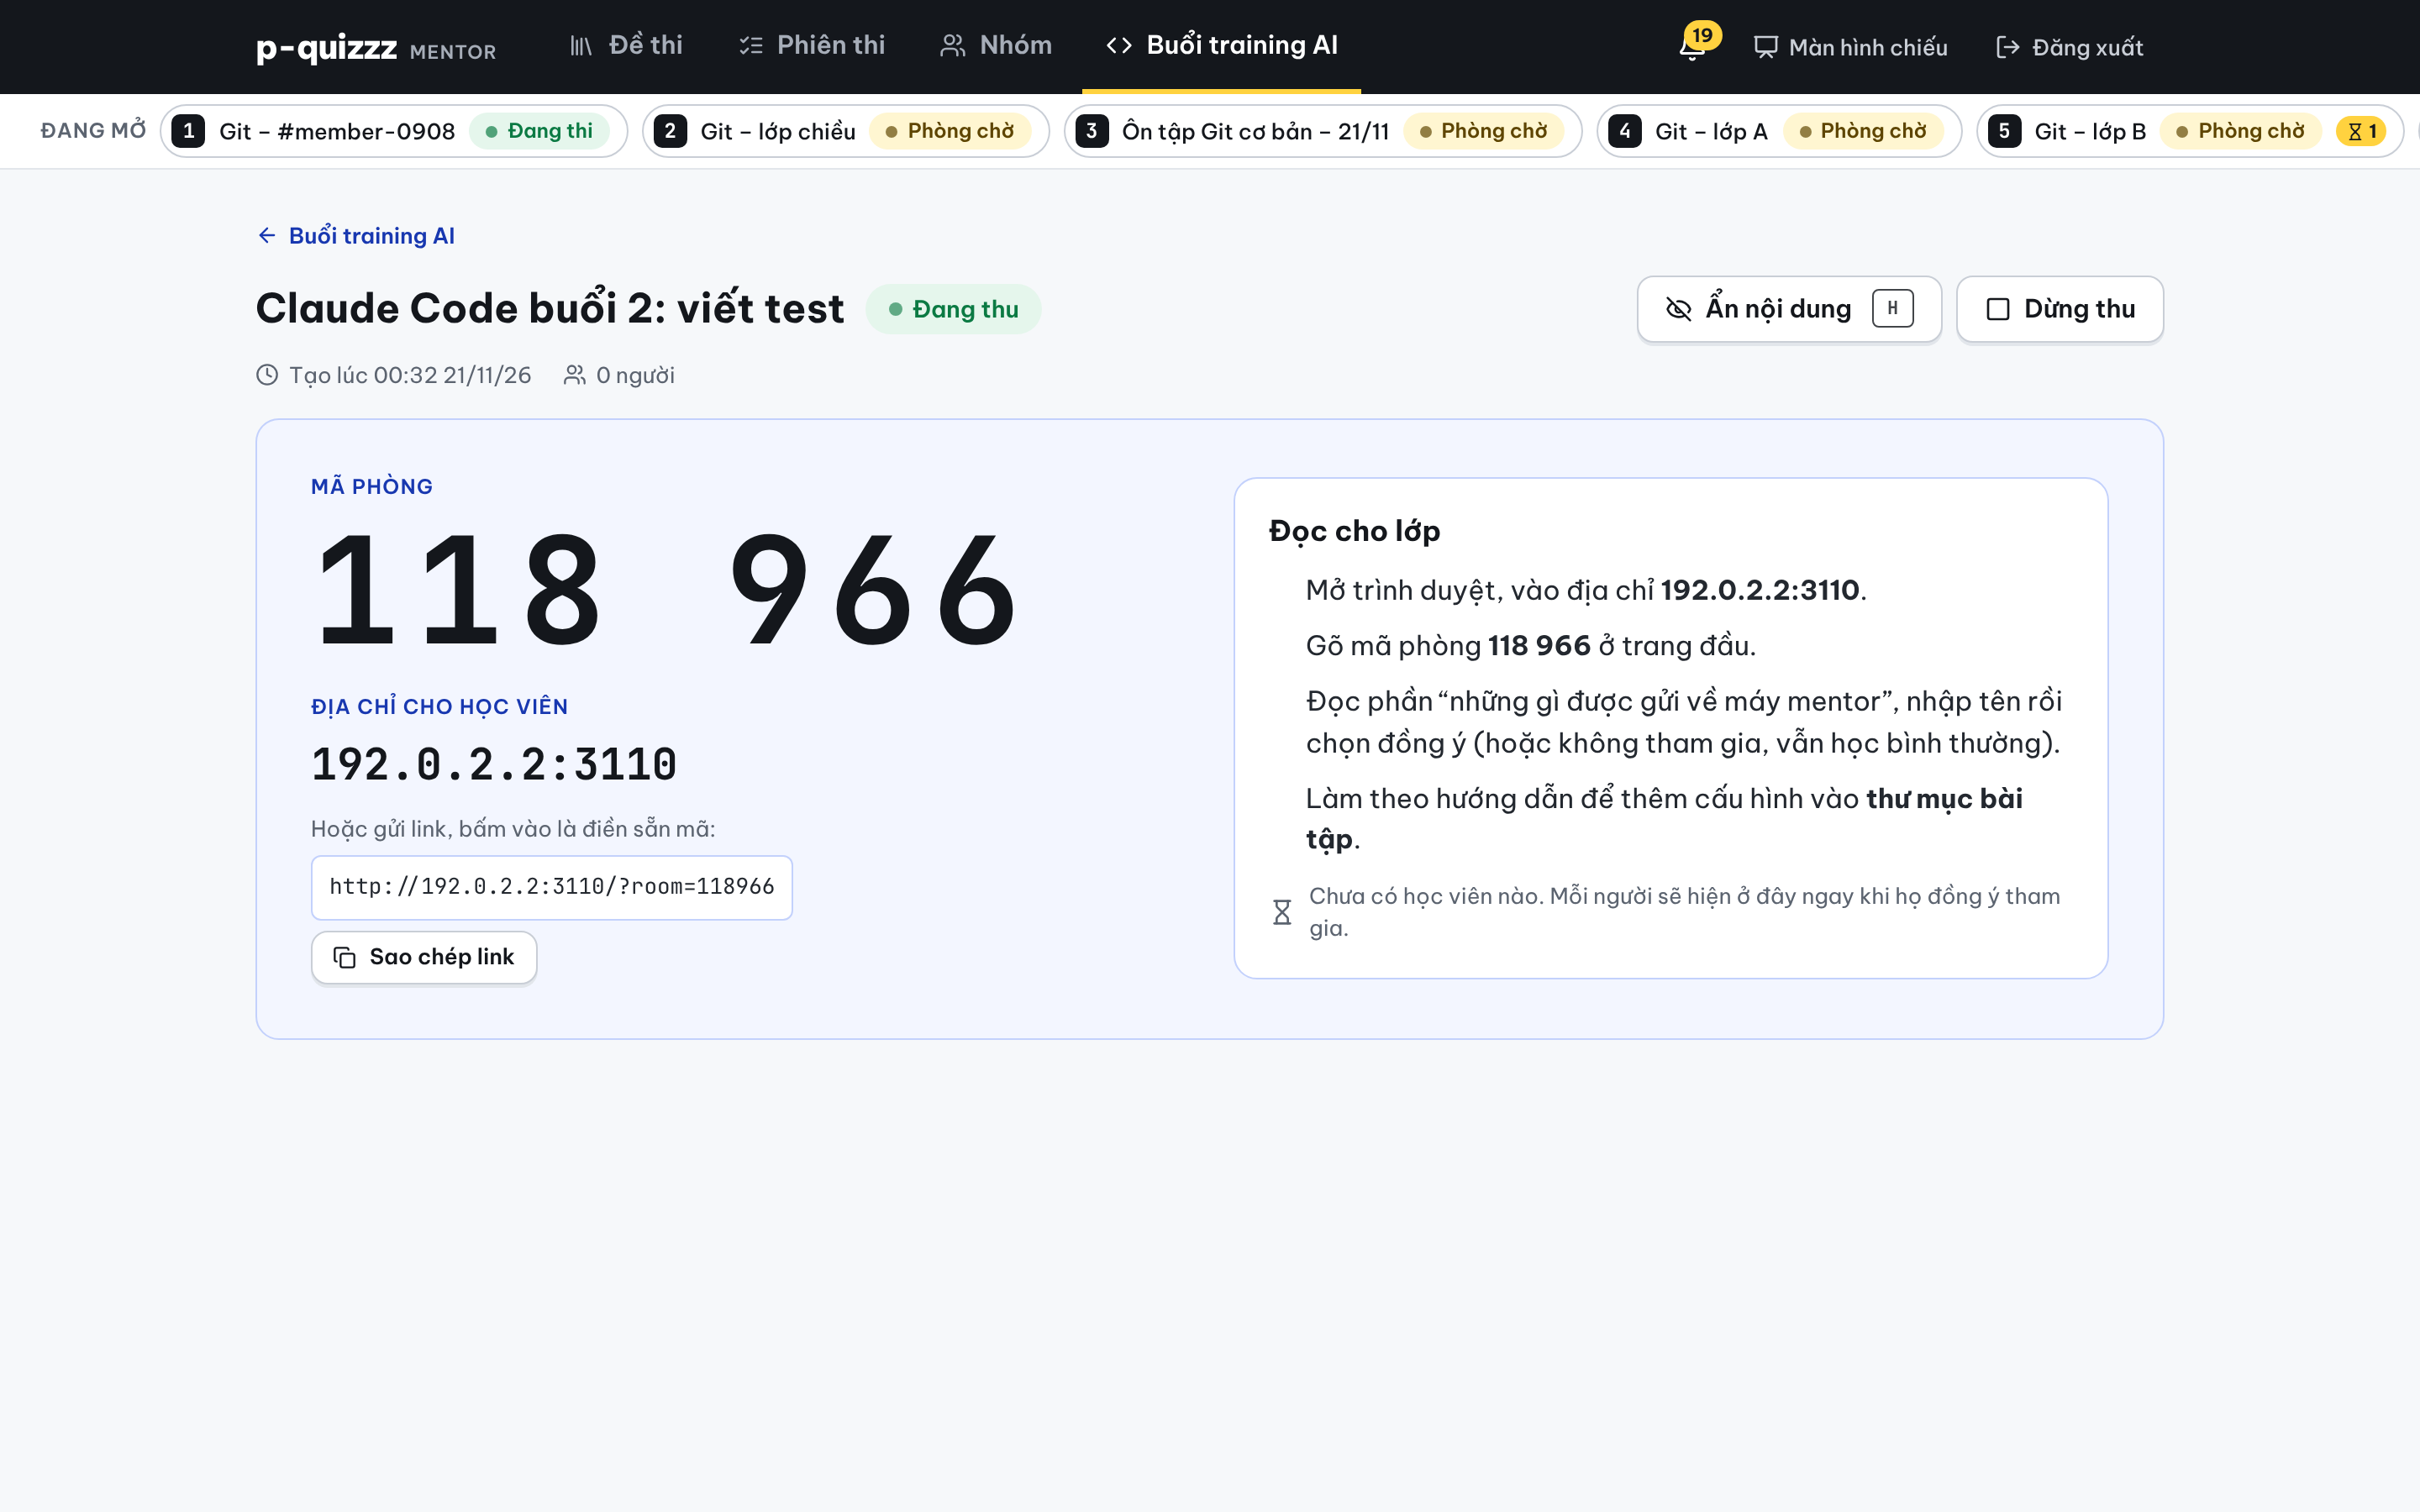 p-quizzz MENTOR Đề thi Phiên thi Nhóm Buổi training AI 19 Màn hình chiếu Đăng xuất
ĐANG MỞ 1 Git – #member-0908 Đang thi 2 Git – lớp chiều Phòng chờ 3 Ôn tập Git cơ bản – 21/11 Phòng chờ 4 Git – lớp A Phòng chờ 5 Git – lớp B Phòng chờ 1
Buổi training AI
Claude Code buổi 2: viết test Đang thu Ẩn nội dung H Dừng thu
Tạo lúc 00:32 21/11/26 0 người
MÃ PHÒNG
118 966
ĐỊA CHỈ CHO HỌC VIÊN
192.0.2.2:3110
Hoặc gửi link, bấm vào là điền sẵn mã:
http://192.0.2.2:3110/?room=118966
Sao chép link
Đọc cho lớp
Mở trình duyệt, vào địa chỉ 192.0.2.2:3110.
Gõ mã phòng 118 966 ở trang đầu.
Đọc phần “những gì được gửi về máy mentor”, nhập tên rồi
chọn đồng ý (hoặc không tham gia, vẫn học bình thường).
Làm theo hướng dẫn để thêm cấu hình vào thư mục bài
tập.
Chưa có học viên nào. Mỗi người sẽ hiện ở đây ngay khi họ đồng ý tham
gia.